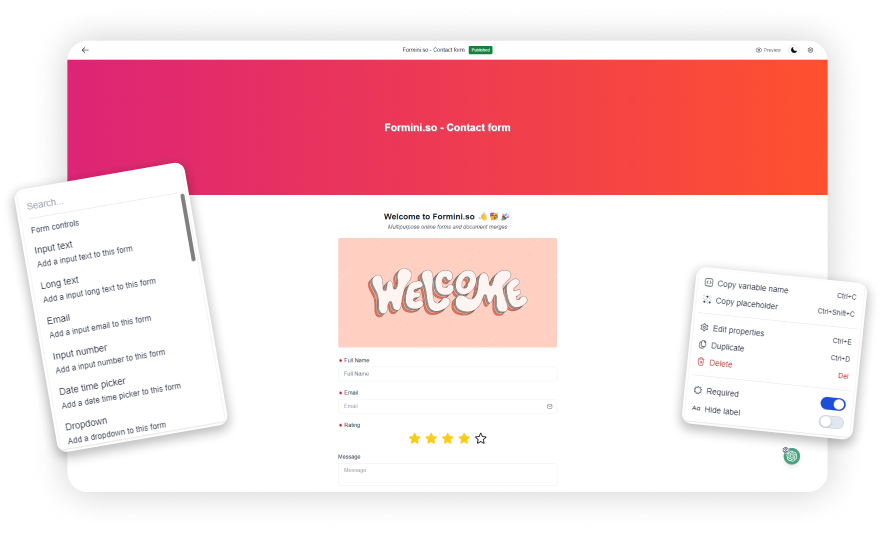 Formini.so - Contact form Published
Preview
Formini.so - Contact form
Welcome to Formini.so 👋 💝 🎉
Multipurpose online forms and document merges
WELCOME
Full Name
Full Name
Email
Email
Rating
Message
Message
Search...
Form controls
Input text
Add a input text to this form
Long text
Add a input long text to this form
Email
Add a input email to this form
Input number
Add a input number to this form
Date time picker
Add a date time picker to this form
Dropdown
Add a dropdown to this form
Copy variable name Ctrl+C
Copy placeholder Ctrl+Shift+C
Edit properties Ctrl+E
Duplicate Ctrl+D
Delete Del
Required
Aa Hide label